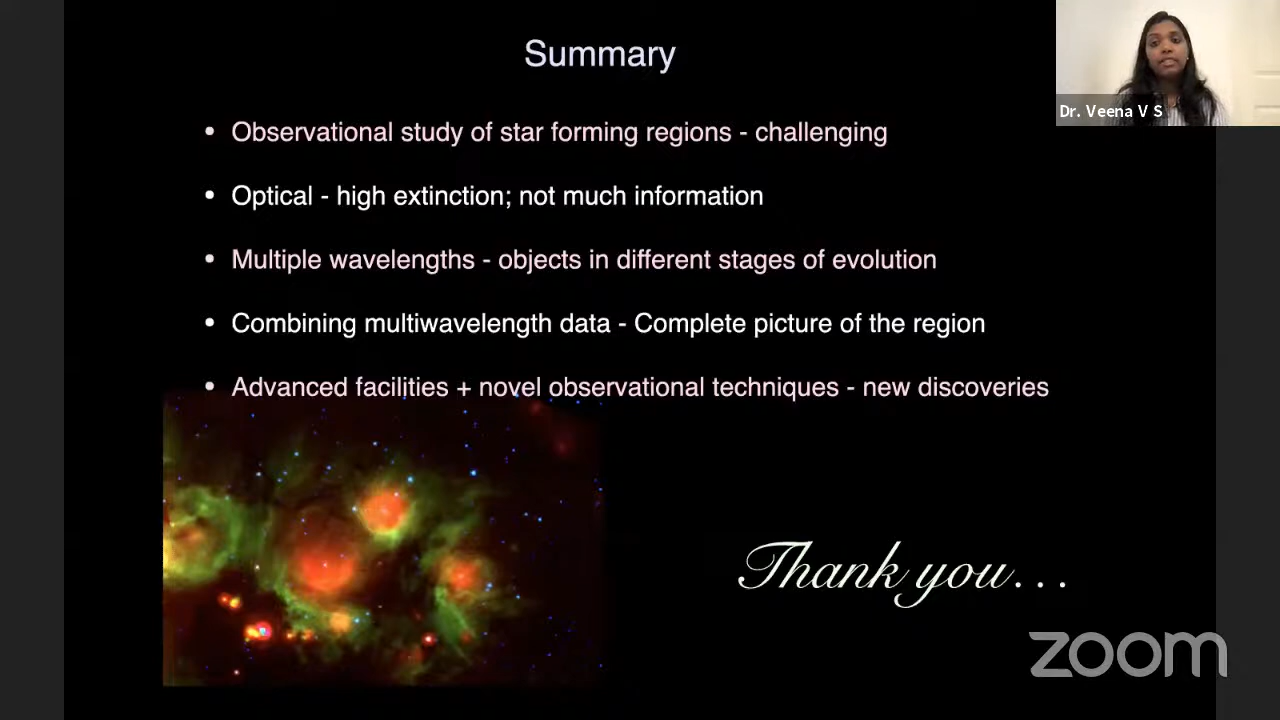 Summary
Dr. Veena V S
• Observational study of star forming regions - challenging
• Optical - high extinction; not much information
• Multiple wavelengths - objects in different stages of evolution
• Combining multiwavelength data - Complete picture of the region
• Advanced facilities + novel observational techniques - new discoveries
Thank you...
zoom